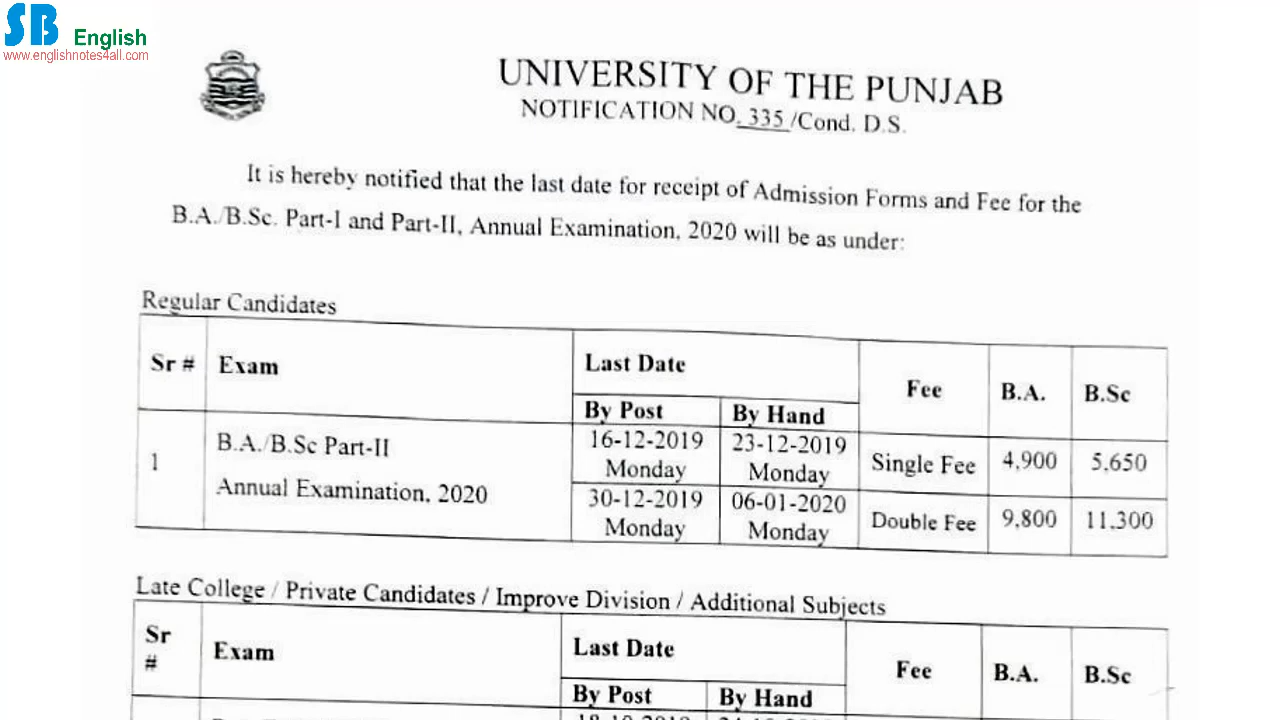 SB English
www.englishnotes4all.com
UNIVERSITY OF THE PUNJAB
NOTIFICATION NO. 335 /Cond. D.S.
It is hereby notified that the last date for receipt of Admission Forms and Fee for the
B.A./B.Sc. Part-I and Part-II, Annual Examination, 2020 will be as under:
Regular Candidates
Sr # Exam Last Date Fee B.A. B.Sc
By Post By Hand
1 B.A./B.Sc Part-II Annual Examination, 2020 16-12-2019 Monday 23-12-2019 Monday Single Fee 4,900 5,650
30-12-2019 Monday 06-01-2020 Monday Double Fee 9,800 11,300
Late College / Private Candidates / Improve Division / Additional Subjects
Sr # Exam Last Date Fee B.A. B.Sc
By Post By Hand